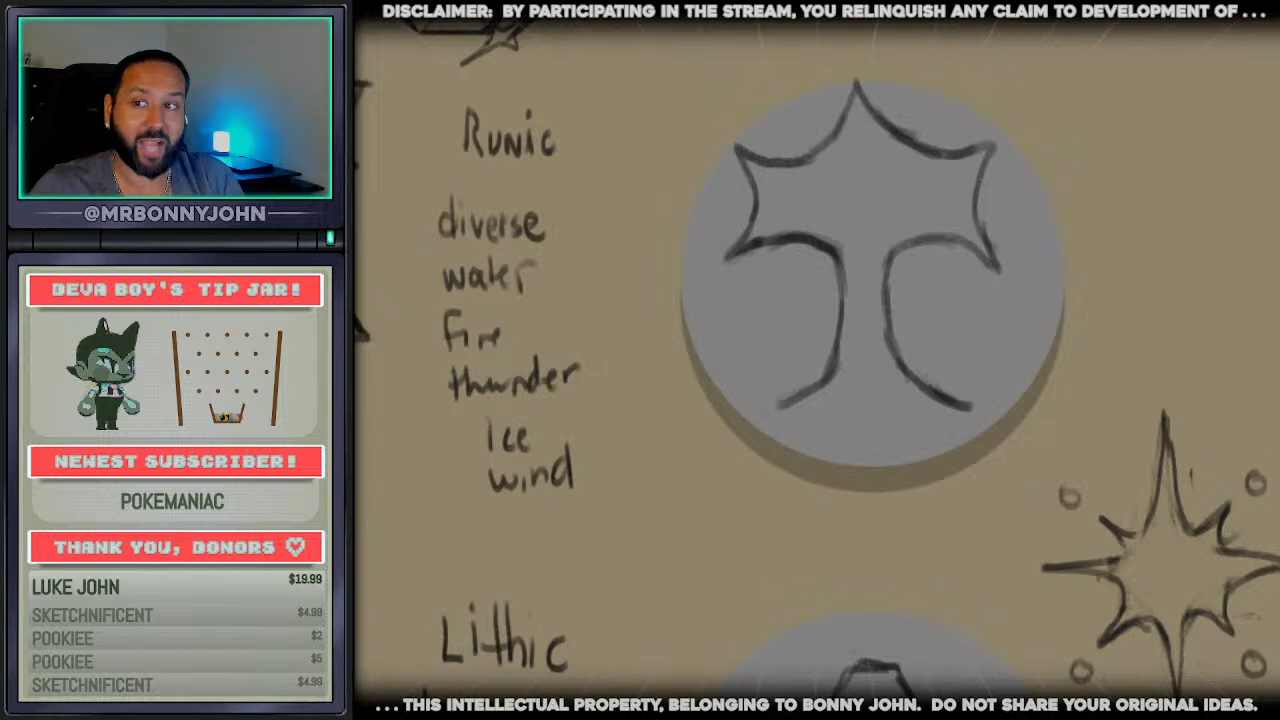 DISCLAIMER: BY PARTICIPATING IN THE STREAM, YOU RELINQUISH ANY CLAIM TO DEVELOPMENT OF . . .
@MRBONNYJOHN
DEVA BOY'S TIP JAR!
NEWEST SUBSCRIBER!
POKEMANIAC
THANK YOU, DONORS
LUKE JOHN $19.99
SKETCHNIFICENT $4.99
POOKIEE $2
POOKIEE $5
SKETCHNIFICENT $4.99
Runic
diverse
water
fire
thunder
Ice
wind
Lithic
. . . THIS INTELLECTUAL PROPERTY, BELONGING TO BONNY JOHN. DO NOT SHARE YOUR ORIGINAL IDEAS.